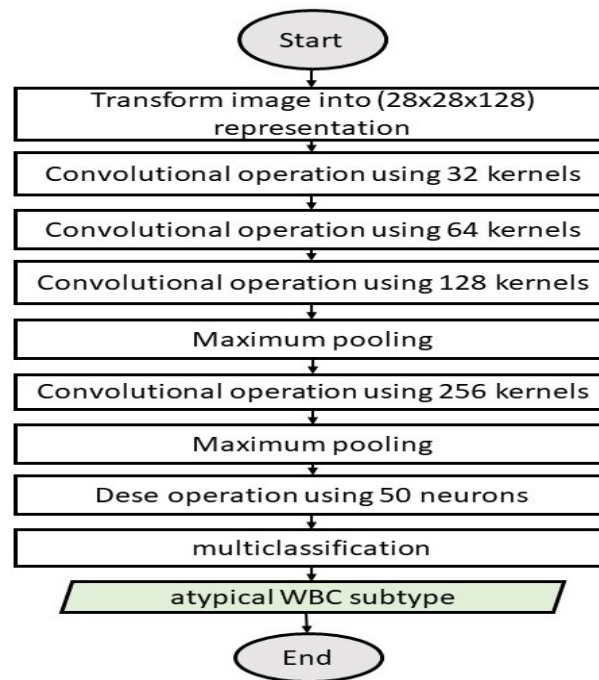 Start
Transform image into (28x28x128)
representation
Convolutional operation using 32 kernels
Convolutional operation using 64 kernels
Convolutional operation using 128 kernels
Maximum pooling
Convolutional operation using 256 kernels
Maximum pooling
Dese operation using 50 neurons
multiclassification
atypical WBC subtype
End